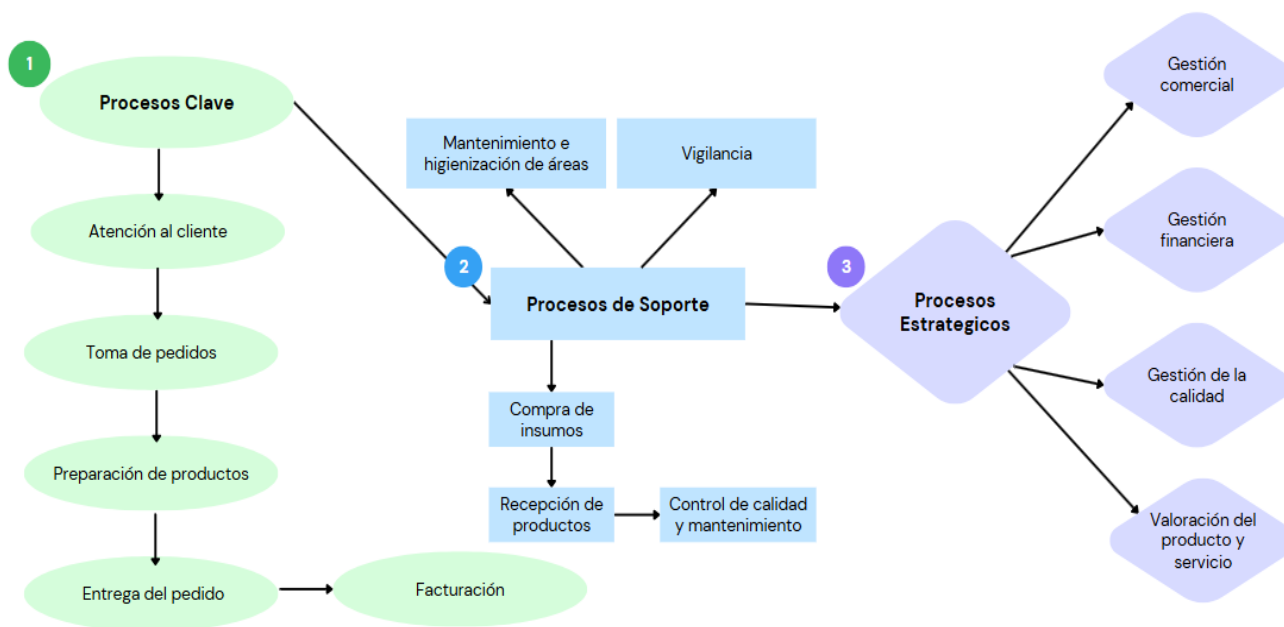 1
Procesos Clave
Atención al cliente
Toma de pedidos
Preparación de productos
Entrega del pedido
Facturación
Mantenimiento e
higienización de áreas
Vigilancia
2
Procesos de Soporte
Compra de
insumos
Recepción de
productos
Control de calidad
y mantenimiento
3
Procesos
Estrategicos
Gestión
comercial
Gestión
financiera
Gestión de la
calidad
Valoración del
producto y
servicio